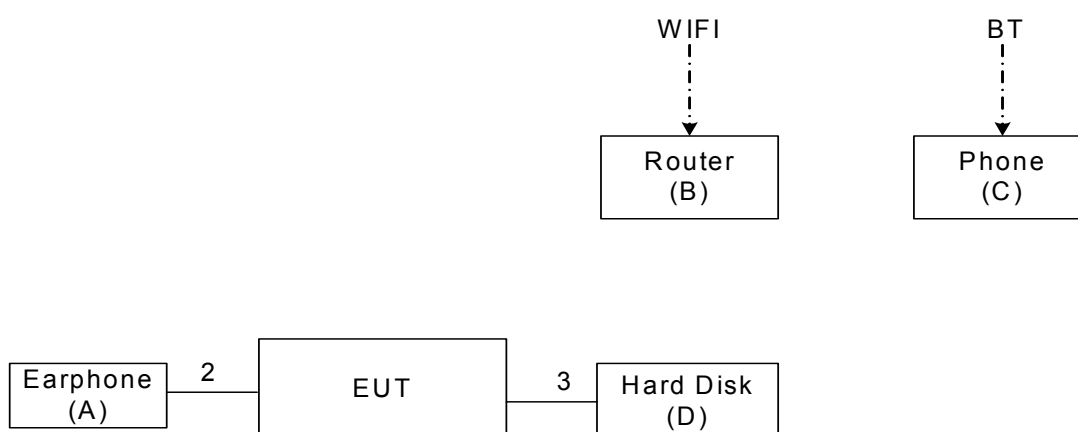 WIFI
BT
Router
(B)
Phone
(C)
Earphone
(A)
2
EUT
3
Hard Disk
(D)